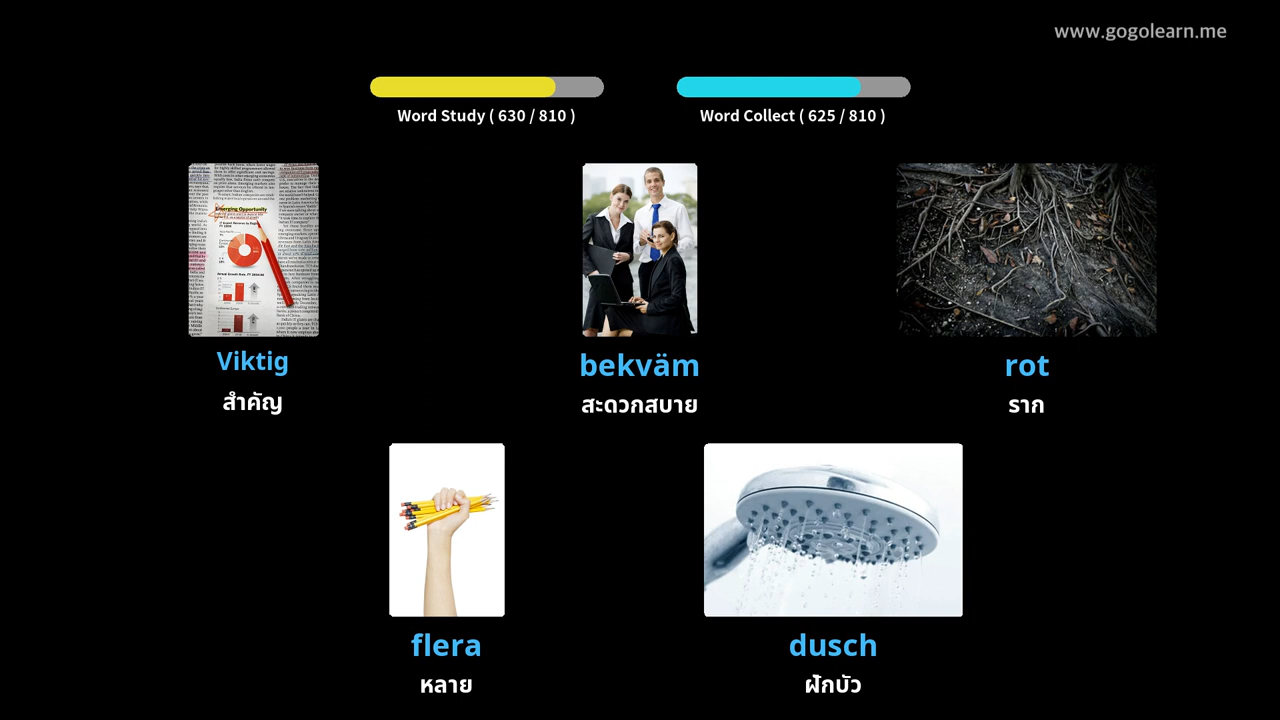 www.gogolearn.me
Word Study ( 630 / 810 )
Word Collect ( 625 / 810 )
Emerging Opportunity
Viktig
สำคัญ
bekväm
สะดวกสบาย
rot
ราก
flera
หลาย
dusch
ฝักบัว